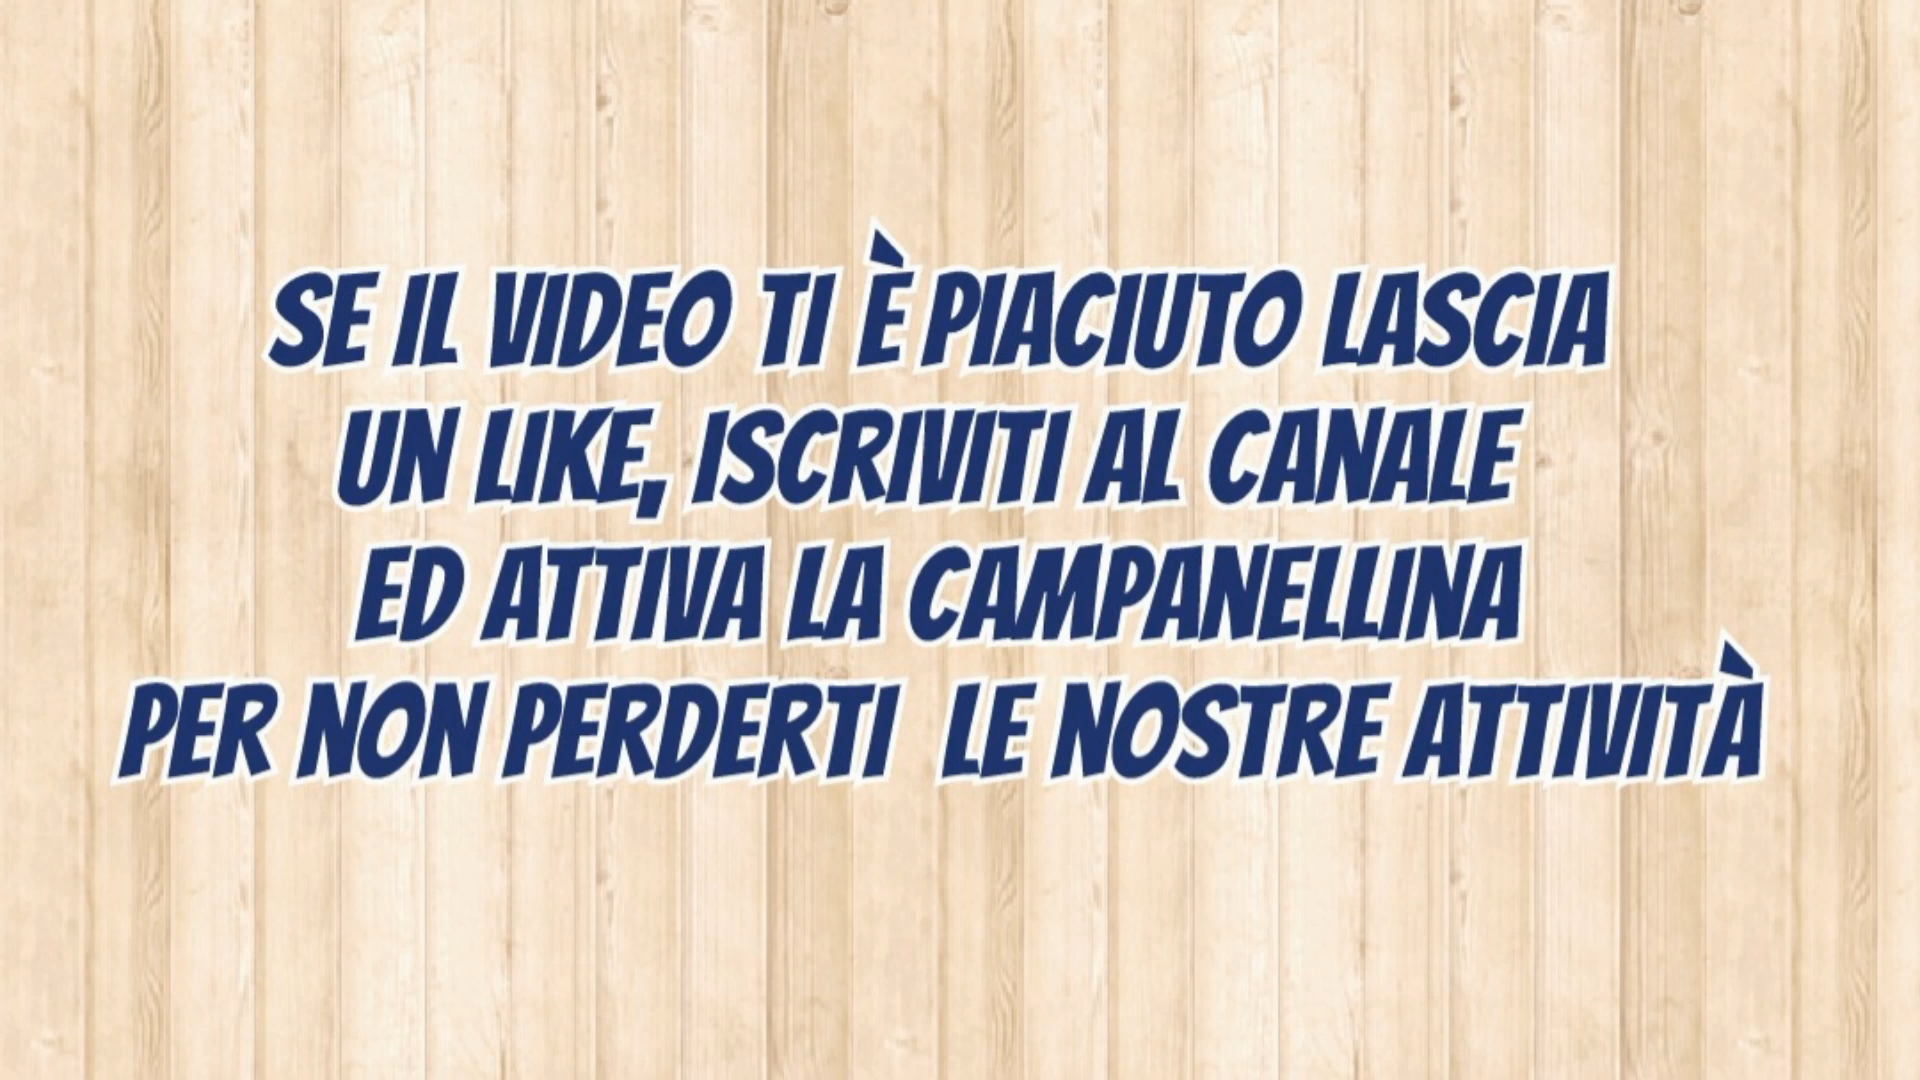 SE IL VIDEO TI È PIACIUTO LASCIA
UN LIKE, ISCRIVITI AL CANALE
ED ATTIVA LA CAMPANELLINA
PER NON PERDERTI  LE NOSTRE ATTIVITÀ